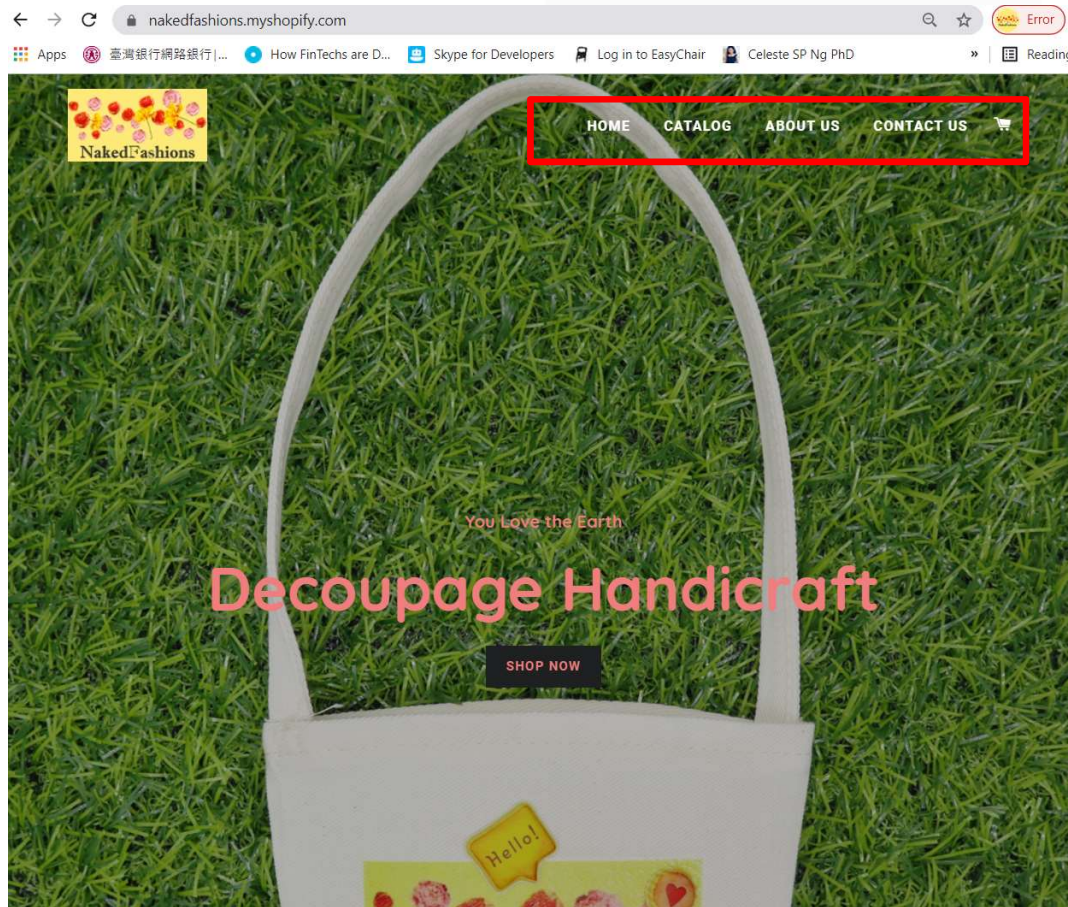 nakedfashions.myshopify.com
Error
Apps 臺灣銀行網路銀行|... How FinTechs are D... Skype for Developers Log in to EasyChair Celeste SP Ng PhD » Reading
NakedFashions
HOME CATALOG ABOUT US CONTACT US
You Love the Earth
Decoupage Handicraft
SHOP NOW
Hello!